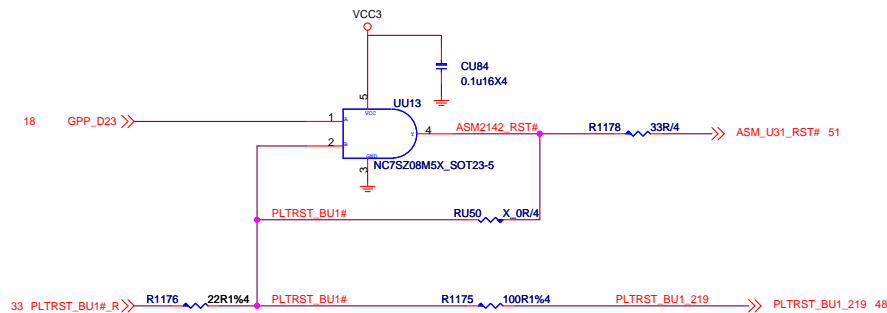 VCC3
CU84
0.1u16X4
5
UU13
VCC
18 GPP_D23
1
A
Y
4
ASM2142_RST#
R1178
33R/4
ASM_U31_RST# 51
2
B
GND
3
NC7SZ08M5X_SOT23-5
PLTRST_BU1#
RU50
X_0R/4
33 PLTRST_BU1#_R
R1176
22R1%4
PLTRST_BU1#
R1175
100R1%4
PLTRST_BU1_219
PLTRST_BU1_219 48